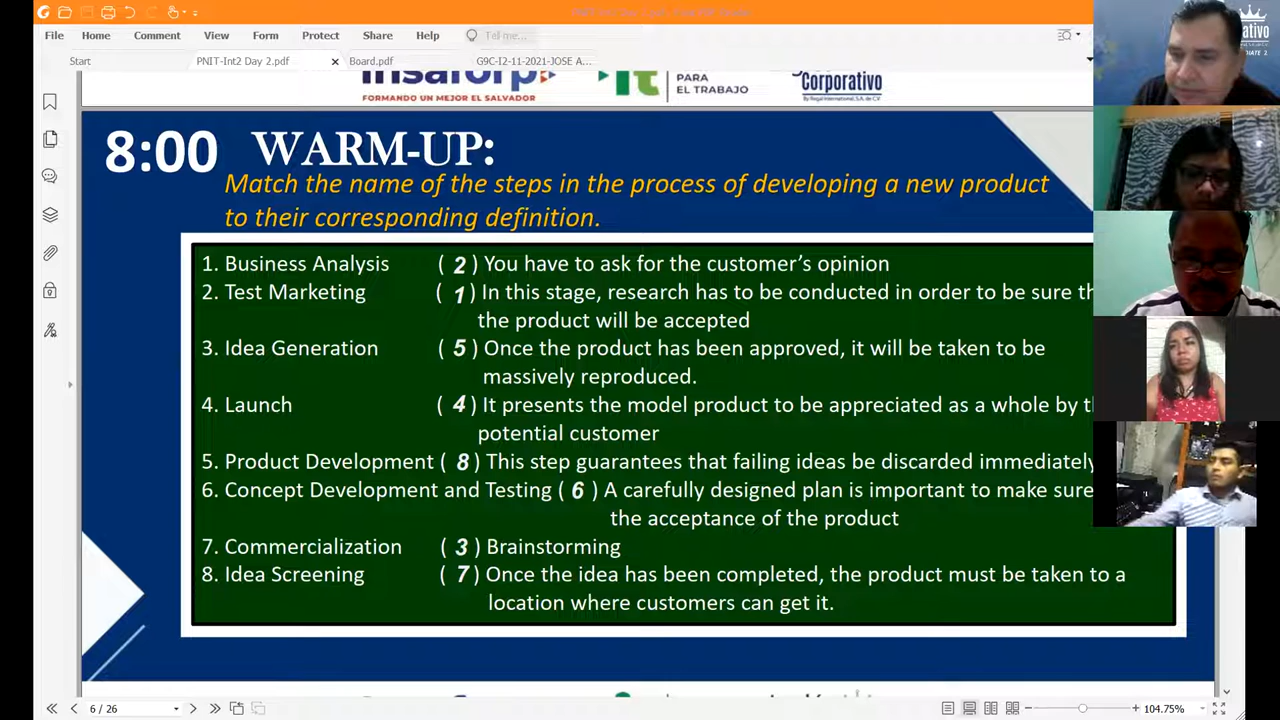 File Home Comment View Form Protect Share Help Tell me...
Start PNIT-Int2 Day 2.pdf Board.pdf G9C-I2-11-2021-JOSE A...
FORMANDO UN MEJOR EL SALVADOR
PARA
EL TRABAJO
Corporativo
By Regal International, S.A. de C.V
8:00 WARM-UP:
Match the name of the steps in the process of developing a new product
to their corresponding definition.
1. Business Analysis ( 2 ) You have to ask for the customer's opinion
2. Test Marketing ( 1 ) In this stage, research has to be conducted in order to be sure th
the product will be accepted
3. Idea Generation ( 5 ) Once the product has been approved, it will be taken to be
massively reproduced.
4. Launch ( 4 ) It presents the model product to be appreciated as a whole by th
potential customer
5. Product Development ( 8 ) This step guarantees that failing ideas be discarded immediately
6. Concept Development and Testing ( 6 ) A carefully designed plan is important to make sure
the acceptance of the product
7. Commercialization ( 3 ) Brainstorming
8. Idea Screening ( 7 ) Once the idea has been completed, the product must be taken to a
location where customers can get it.
6 / 26 104.75%